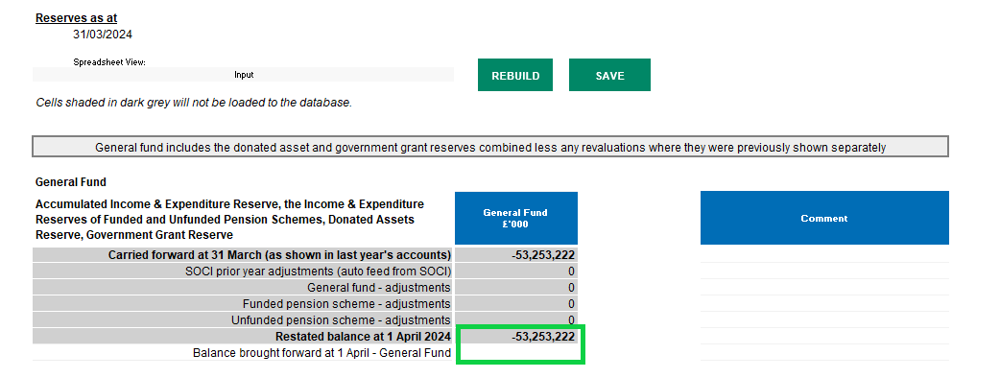 Reserves as at
31/03/2024
Spreadsheet View:
Input
REBUILD
SAVE
Cells shaded in dark grey will not be loaded to the database.
General fund includes the donated asset and government grant reserves combined less any revaluations where they were previously shown separately
General Fund
Accumulated Income & Expenditure Reserve, the Income & Expenditure
Reserves of Funded and Unfunded Pension Schemes, Donated Assets
Reserve, Government Grant Reserve
General Fund
£'000
Comment
Carried forward at 31 March (as shown in last year's accounts) -53,253,222
SOCI prior year adjustments (auto feed from SOCI) 0
General fund - adjustments 0
Funded pension scheme - adjustments 0
Unfunded pension scheme - adjustments 0
Restated balance at 1 April 2024 -53,253,222
Balance brought forward at 1 April - General Fund